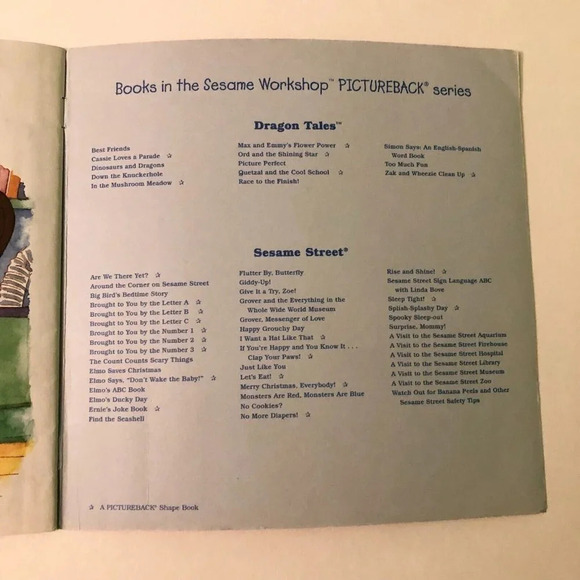 Books in the Sesame Workshop™ PICTUREBACK® series
Dragon Tales™
Best Friends
Cassie Loves a Parade ☆
Dinosaurs and Dragons
Down the Knuckerhole
In the Mushroom Meadow ☆
Max and Emmy's Flower Power ☆
Ord and the Shining Star ☆
Picture Perfect
Quetzal and the Cool School ☆
Race to the Finish!
Simon Says: An English-Spanish
Word Book
Too Much Fun
Zak and Wheezie Clean Up ☆
Sesame Street®
Are We There Yet? ☆
Around the Corner on Sesame Street
Big Bird's Bedtime Story
Brought to You by the Letter A ☆
Brought to You by the Letter B ☆
Brought to You by the Letter C ☆
Brought to You by the Number 1 ☆
Brought to You by the Number 2 ☆
Brought to You by the Number 3 ☆
The Count Counts Scary Things
Elmo Saves Christmas
Elmo Says, "Don't Wake the Baby!" ☆
Elmo's ABC Book
Elmo's Ducky Day
Ernie's Joke Book ☆
Find the Seashell
Flutter By, Butterfly
Giddy-Up!
Give It a Try, Zoe!
Grover and the Everything in the
Whole Wide World Museum
Grover, Messenger of Love
Happy Grouchy Day
I Want a Hat Like That ☆
If You're Happy and You Know It . . .
Clap Your Paws! ☆
Just Like You
Let's Eat! ☆
Merry Christmas, Everybody! ☆
Monsters Are Red, Monsters Are Blue
No Cookies?
No More Diapers! ☆
Rise and Shine! ☆
Sesame Street Sign Language ABC
with Linda Bove
Sleep Tight! ☆
Splish-Splashy Day ☆
Spooky Sleep-out
Surprise, Mommy!
A Visit to the Sesame Street Aquarium
A Visit to the Sesame Street Firehouse
A Visit to the Sesame Street Hospital
A Visit to the Sesame Street Library
A Visit to the Sesame Street Museum
A Visit to the Sesame Street Zoo
Watch Out for Banana Peels and Other
Sesame Street Safety Tips
☆ A PICTUREBACK® Shape Book